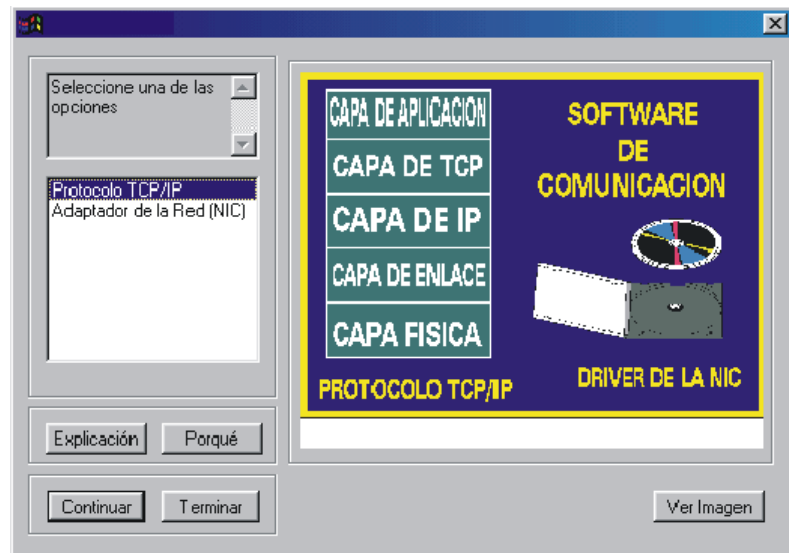 Seleccione una de las
opciones
Protocolo TCP/IP
Adaptador de la Red (NIC)
Explicación
Porqué
Continuar
Terminar
CAPA DE APLICACION
CAPA DE TCP
CAPA DE IP
CAPA DE ENLACE
CAPA FISICA
PROTOCOLO TCP/IP
SOFTWARE
DE
COMUNICACION
DRIVER DE LA NIC
Ver Imagen